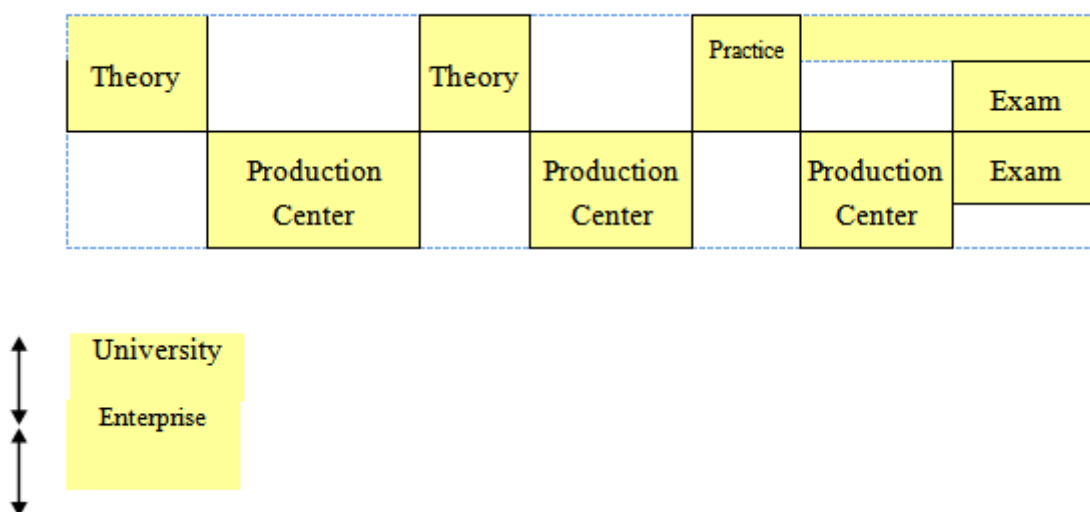 Theory
Theory
Practice
Exam
Production
Center
Production
Center
Production
Center
Exam
University
Enterprise